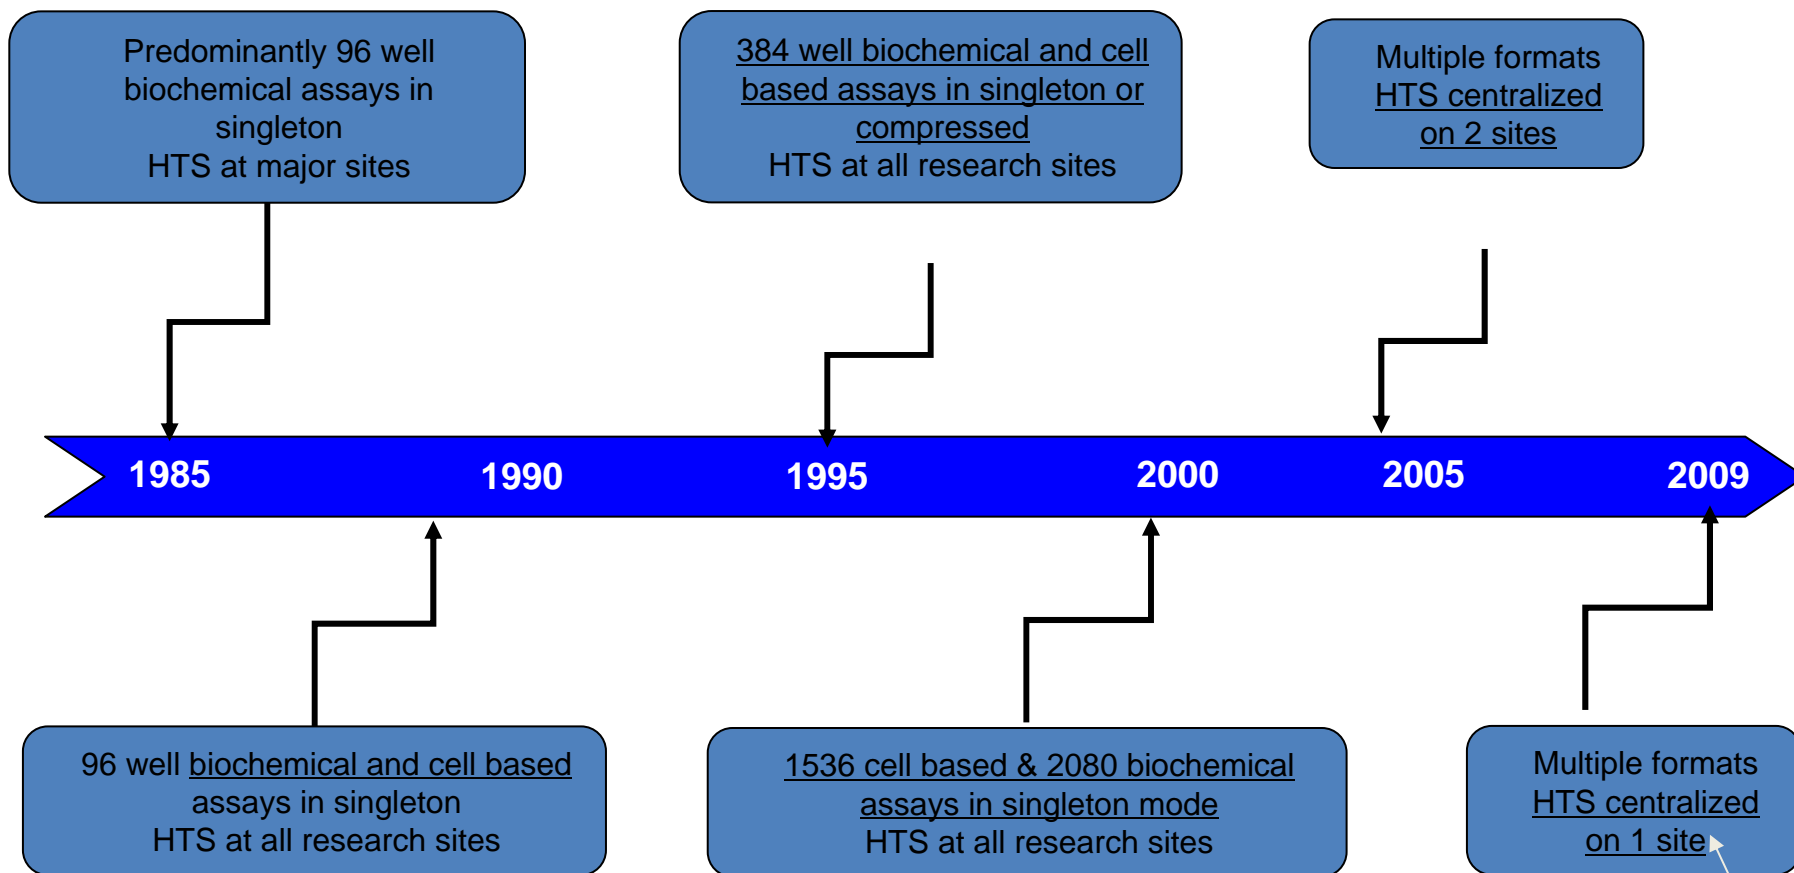 Predominantly 96 well
biochemical assays in
singleton
HTS at major sites
384 well biochemical and cell
based assays in singleton or
compressed
HTS at all research sites
Multiple formats
HTS centralized
on 2 sites
1985
1990
1995
2000
2005
2009
96 well biochemical and cell based
assays in singleton
HTS at all research sites
1536 cell based & 2080 biochemical
assays in singleton mode
HTS at all research sites
Multiple formats
HTS centralized
on 1 site